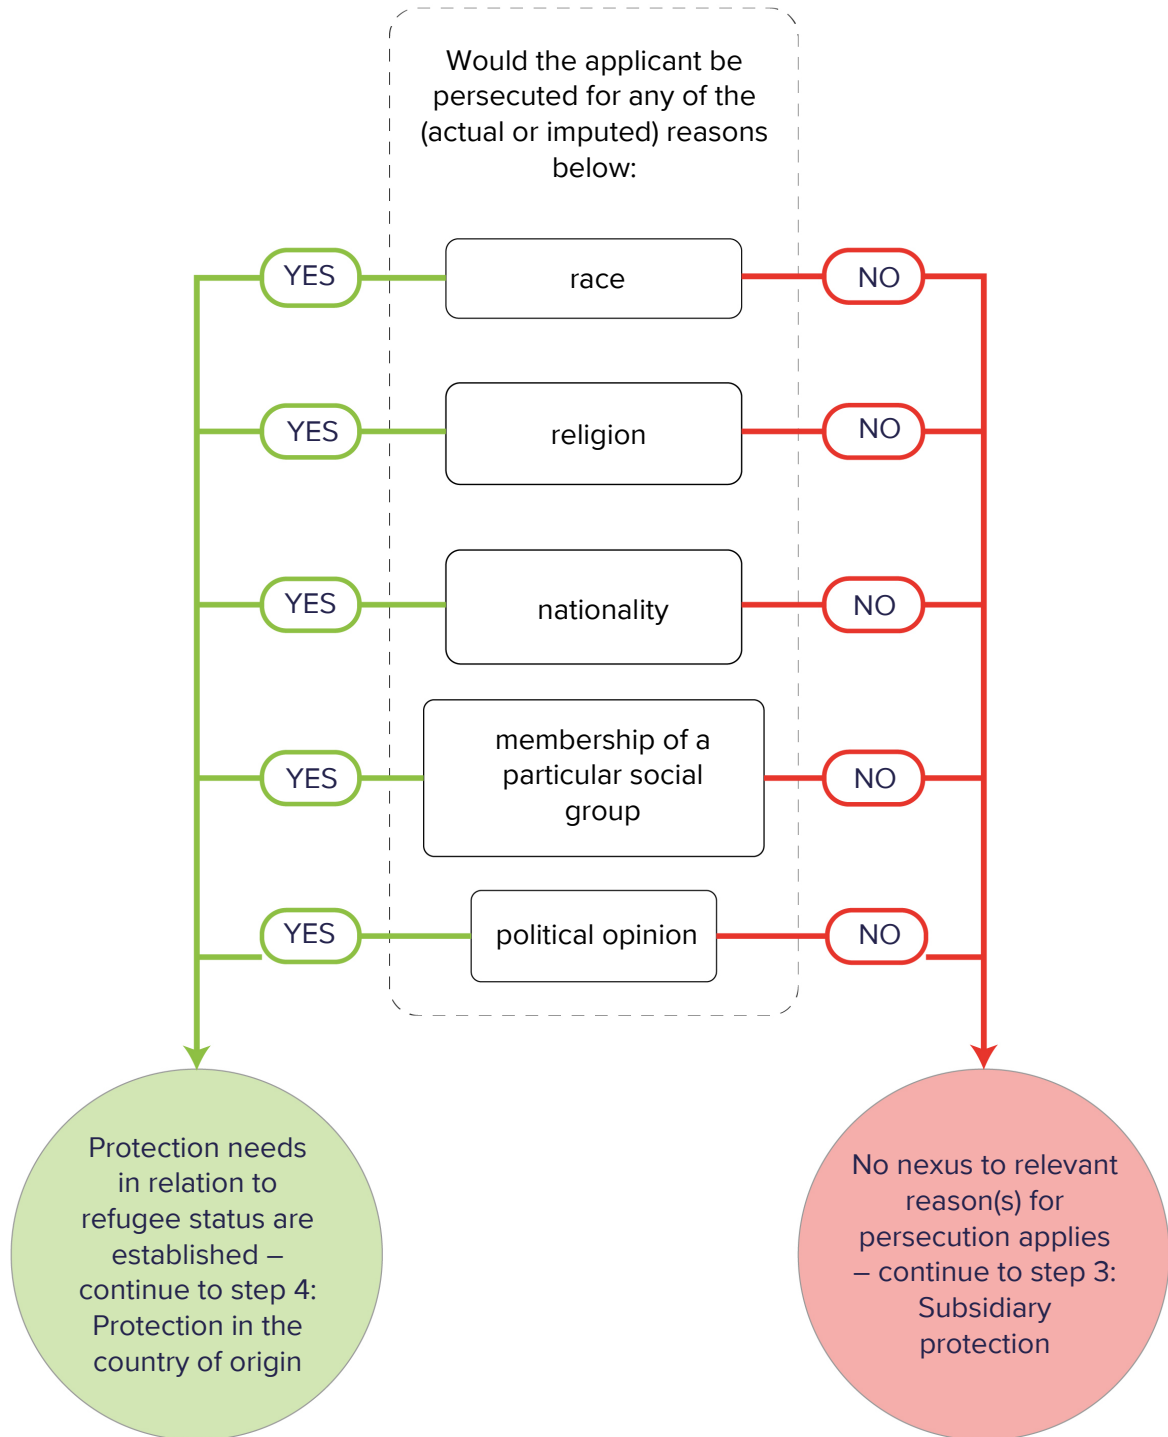 Would the applicant be
persecuted for any of the
(actual or imputed) reasons
below:
YES
race
NO
YES
religion
NO
YES
nationality
NO
YES
membership of a
particular social
group
NO
YES
political opinion
NO
Protection needs
in relation to
refugee status are
established –
continue to step 4:
Protection in the
country of origin
No nexus to relevant
reason(s) for
persecution applies
– continue to step 3:
Subsidiary
protection